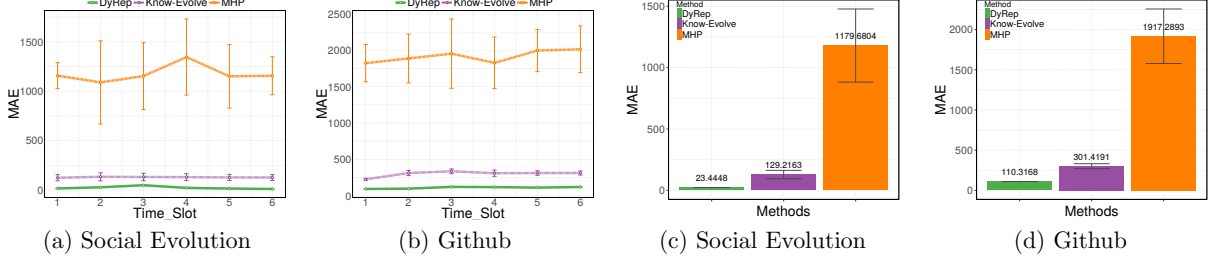 DyRep Know-Evolve MHP
MAE
1500
1000
500
0
1 2 3 4 5 6
Time_Slot
(a) Social Evolution
DyRep Know-Evolve MHP
MAE
2500
2000
1500
1000
500
0
1 2 3 4 5 6
Time_Slot
(b) Github
Method
DyRep
Know-Evolve
MHP
MAE
1500
1000
500
0
23.4448
129.2163
1179.6804
Methods
(c) Social Evolution
Method
DyRep
Know-Evolve
MHP
MAE
2000
1500
1000
500
0
110.3168
301.4191
1917.2893
Methods
(d) Github